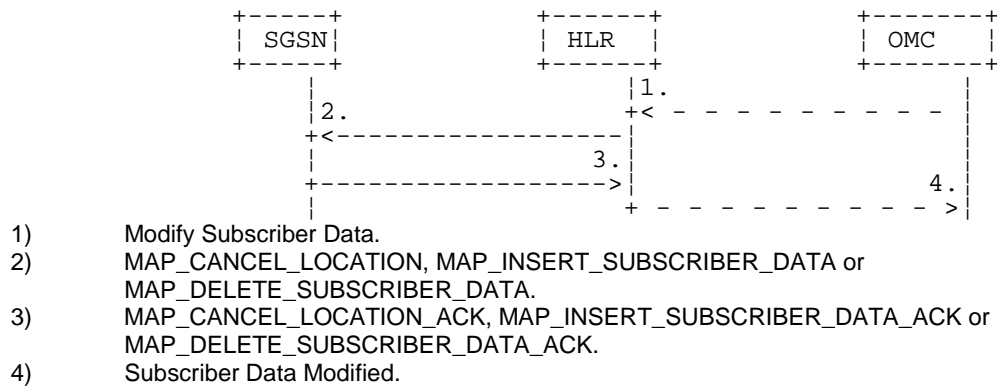 +-----+ +------+ +-------+
¦ SGSN¦ ¦ HLR ¦ ¦ OMC ¦
+-----+ +------+ +-------+
¦ ¦1. ¦
¦2. +< - - - - - - - - - ¦
+<------------------¦ ¦
¦ 3.¦ ¦
+------------------>¦ 4.¦
¦ + - - - - - - - - - >¦
1) Modify Subscriber Data.
2) MAP_CANCEL_LOCATION, MAP_INSERT_SUBSCRIBER_DATA or
MAP_DELETE_SUBSCRIBER_DATA.
3) MAP_CANCEL_LOCATION_ACK, MAP_INSERT_SUBSCRIBER_DATA_ACK or
MAP_DELETE_SUBSCRIBER_DATA_ACK.
4) Subscriber Data Modified.